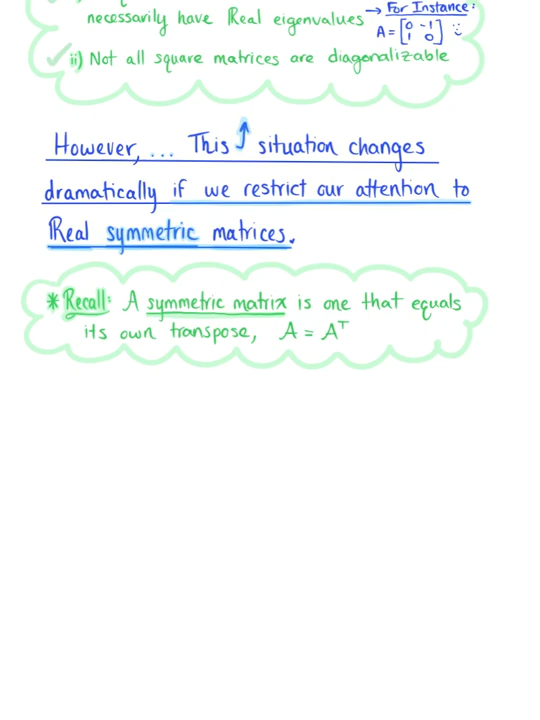 → For Instance:
necessarily have Real eigenvalues
A = [0 -1
1 0] :)
ii) Not all square matrices are diagonalizable
However, ... This ↑ situation changes
dramatically if we restrict our attention to
Real symmetric matrices.
* Recall: A symmetric matrix is one that equals
its own transpose, A = Aᵀ